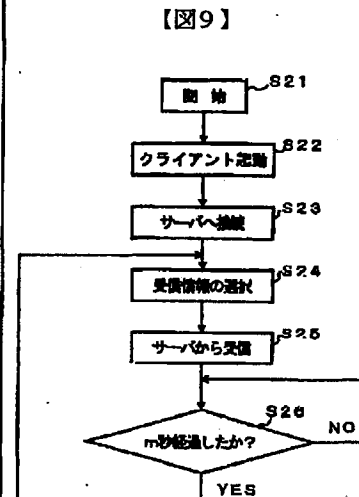 【図9】
開 始
S21
クライアント起動
S22
サーバへ接続
S23
受信情報の選択
S24
サーバから受信
S25
m秒経過したか?
S26
NO
YES